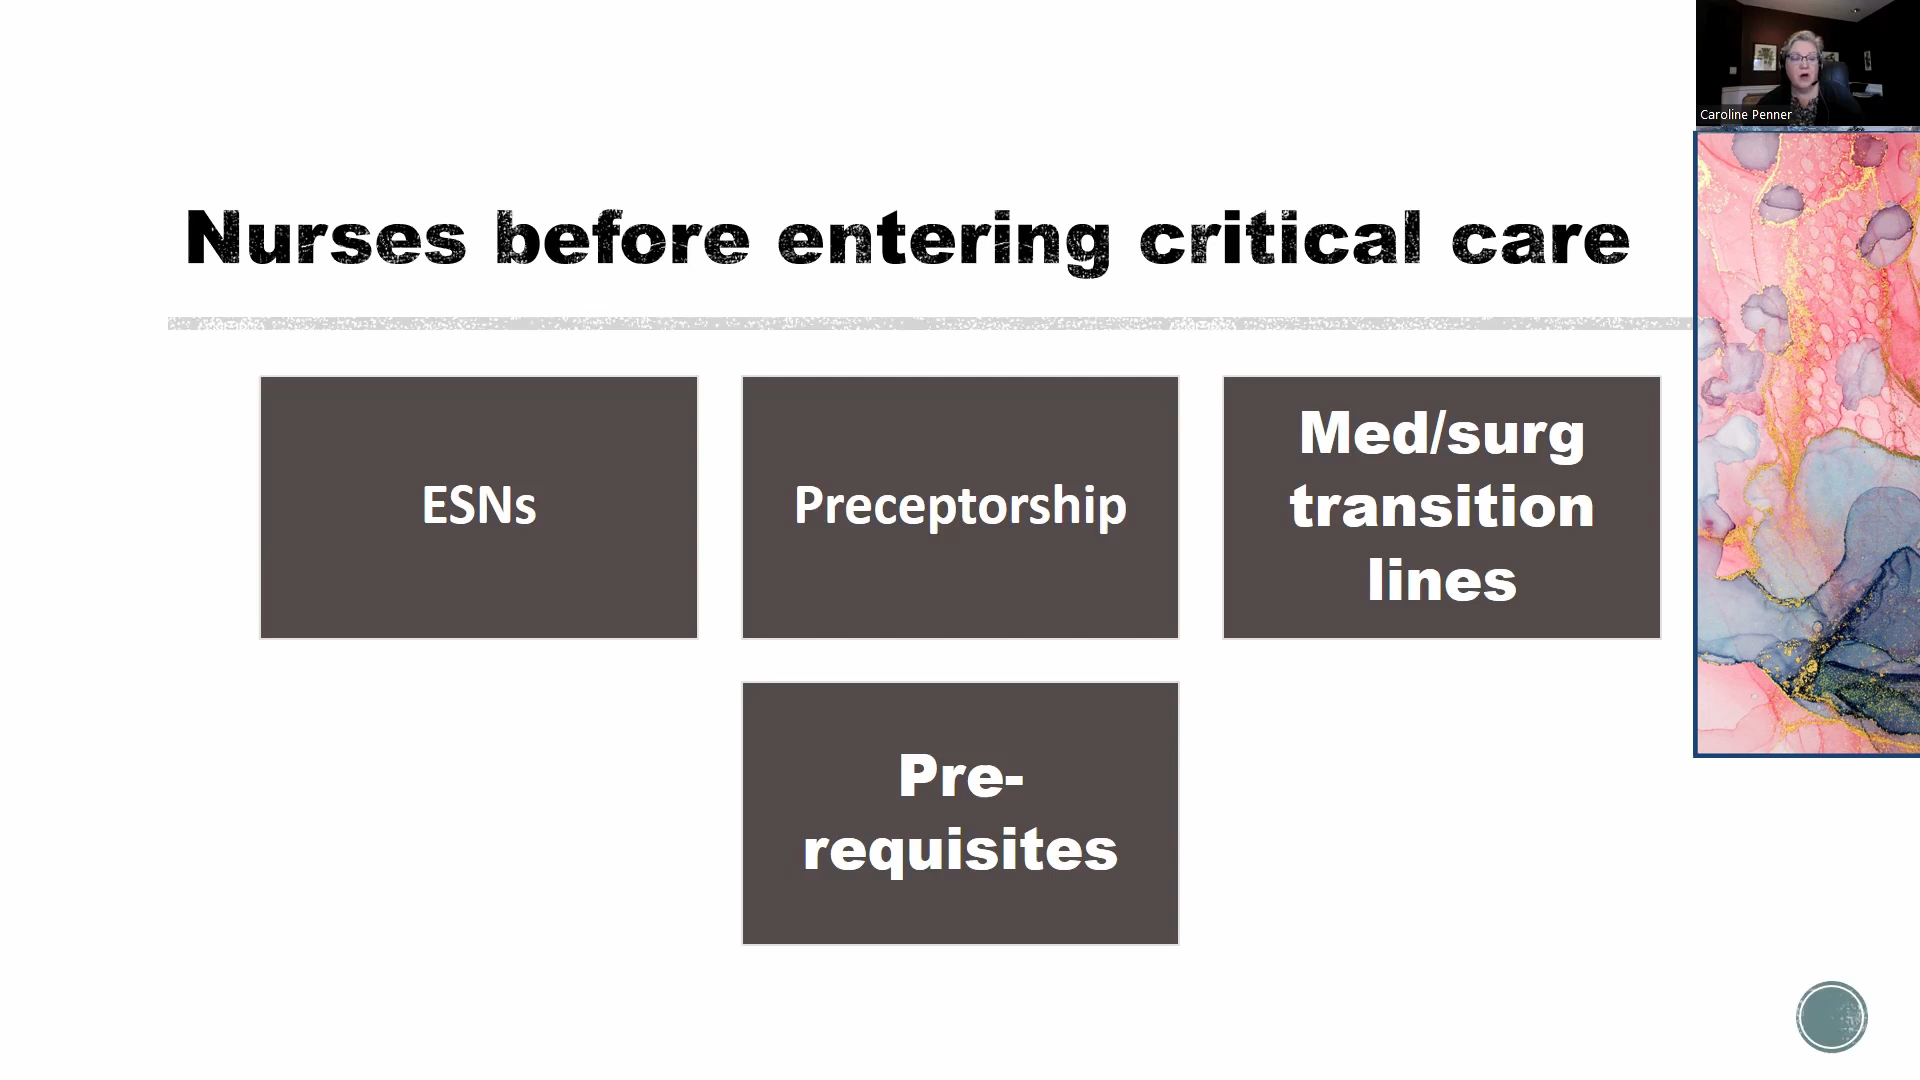 Caroline Penner
Nurses before entering critical care
ESNs
Preceptorship
Med/surg
transition
lines
Pre-
requisites